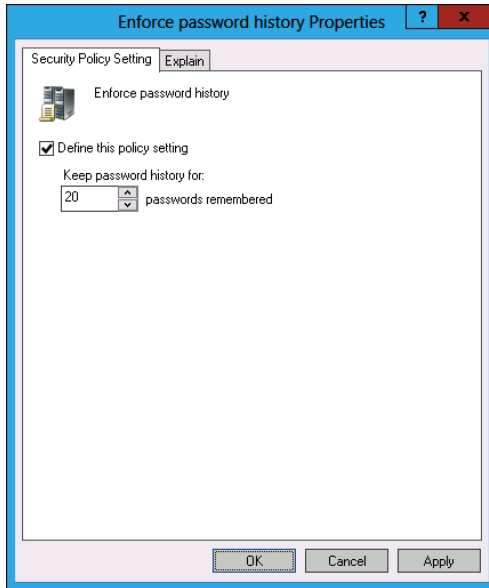 Enforce password history Properties ? x
Security Policy Setting Explain
Enforce password history
Define this policy setting
Keep password history for:
20 passwords remembered
OK Cancel Apply